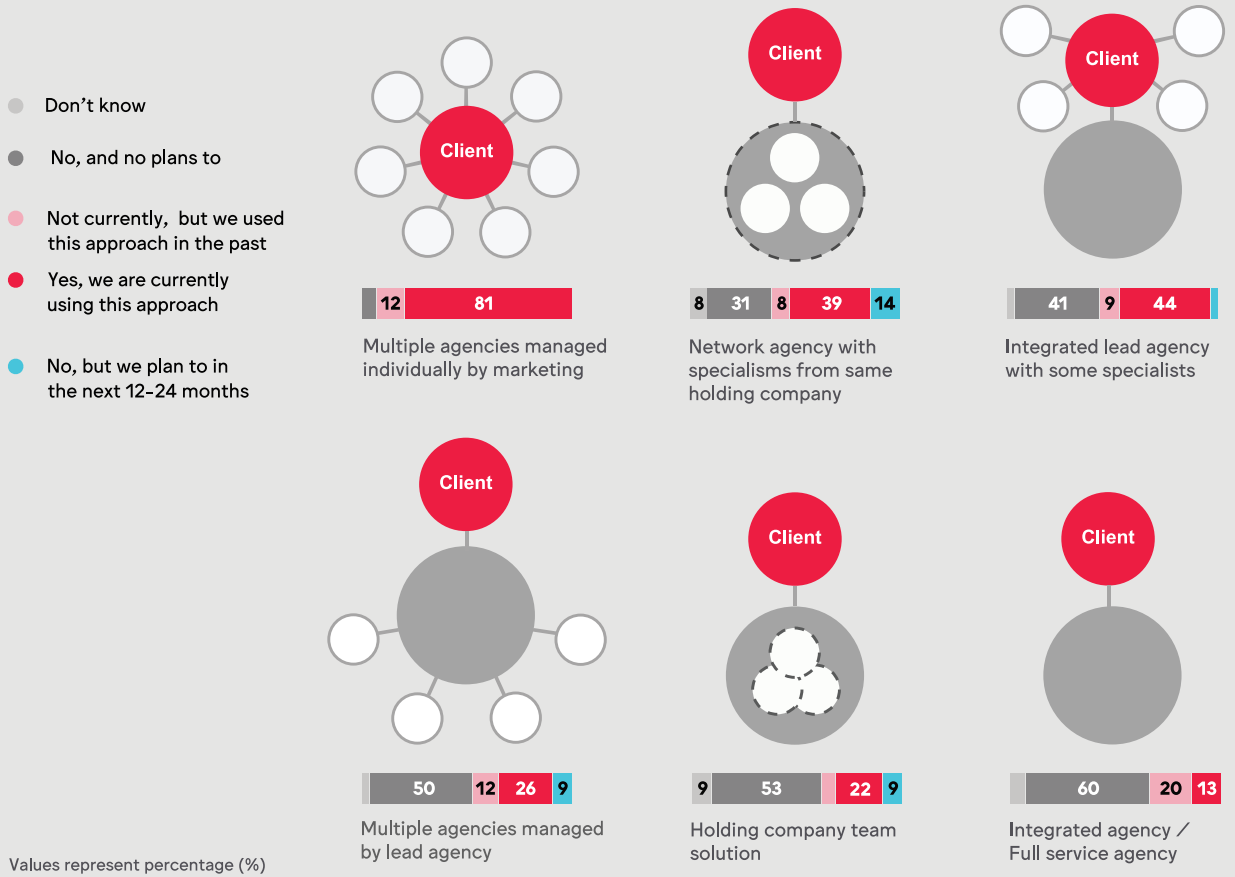 Don't know
No, and no plans to
Not currently, but we used
this approach in the past
Yes, we are currently
using this approach
No, but we plan to in
the next 12-24 months
Client
12 81
Multiple agencies managed
individually by marketing
Client
8 31 8 39 14
Network agency with
specialisms from same
holding company
Client
41 9 44
Integrated lead agency
with some specialists
Client
50 12 26 9
Multiple agencies managed
by lead agency
Client
9 53 22 9
Holding company team
solution
Client
60 20 13
Integrated agency /
Full service agency
Values represent percentage (%)